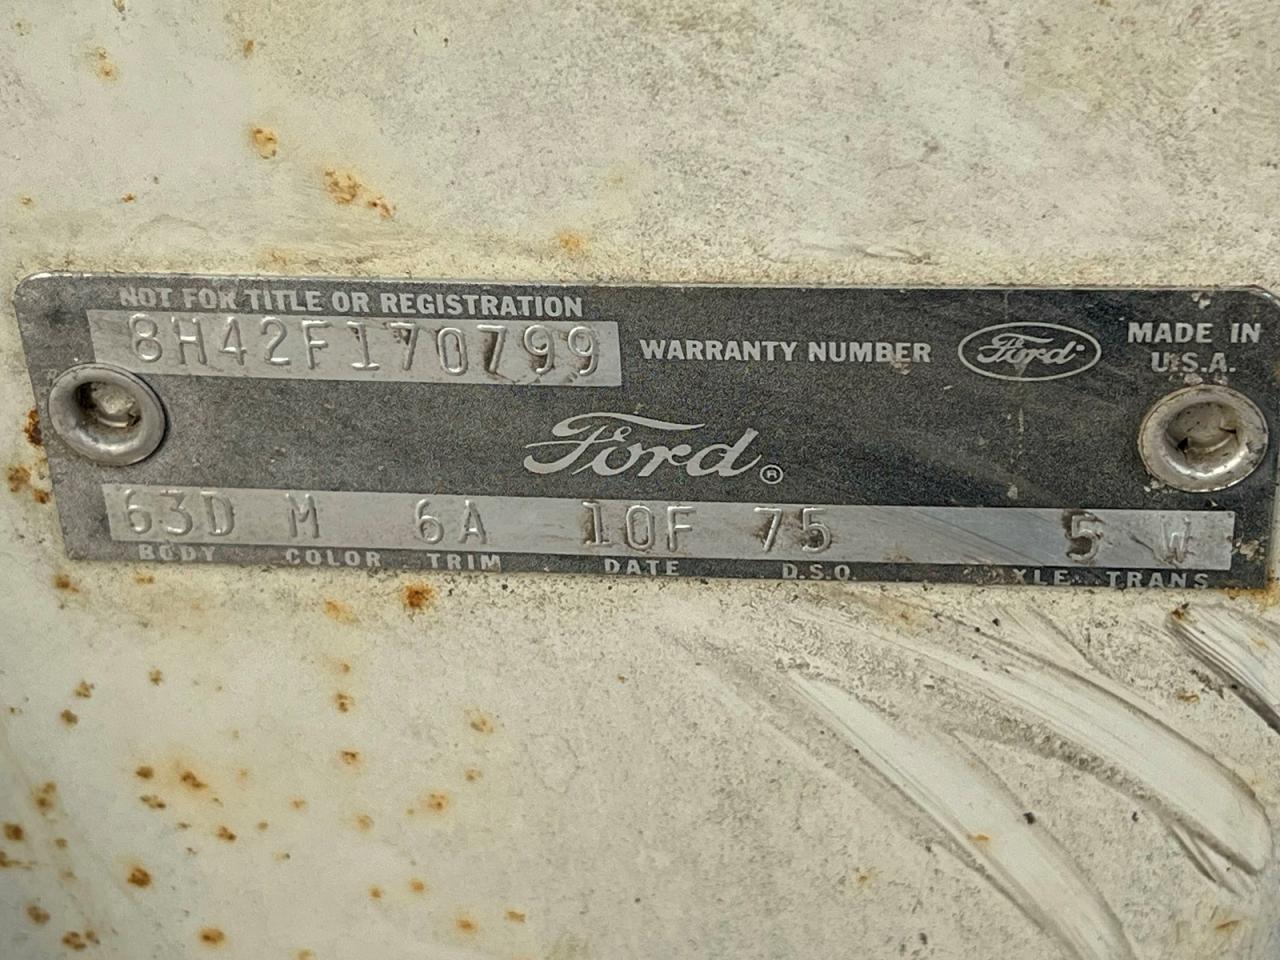 NOT FOR TITLE OR REGISTRATION
8H42F170799 WARRANTY NUMBER Ford MADE IN
U.S.A.
Ford ®
63D M 6A 10F 75 5 W
BODY COLOR TRIM DATE D.S.O. AXLE TRANS